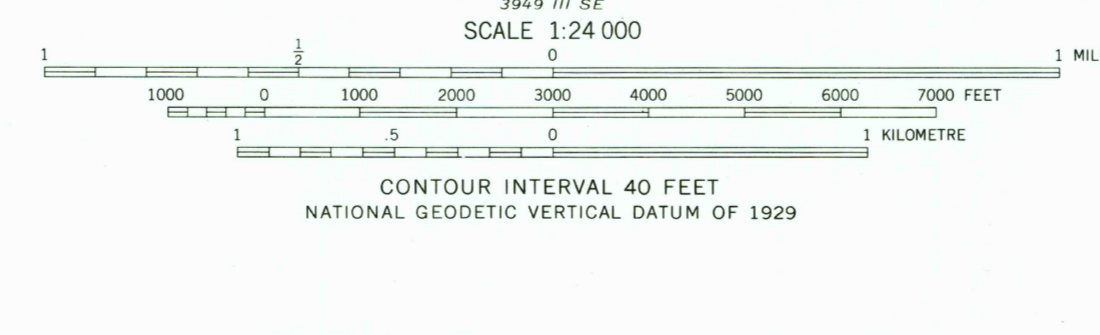 3949 III SE
SCALE 1:24 000
1 1/2 0 1 MIL
1000 0 1000 2000 3000 4000 5000 6000 7000 FEET
1 .5 0 1 KILOMETRE
CONTOUR INTERVAL 40 FEET
NATIONAL GEODETIC VERTICAL DATUM OF 1929